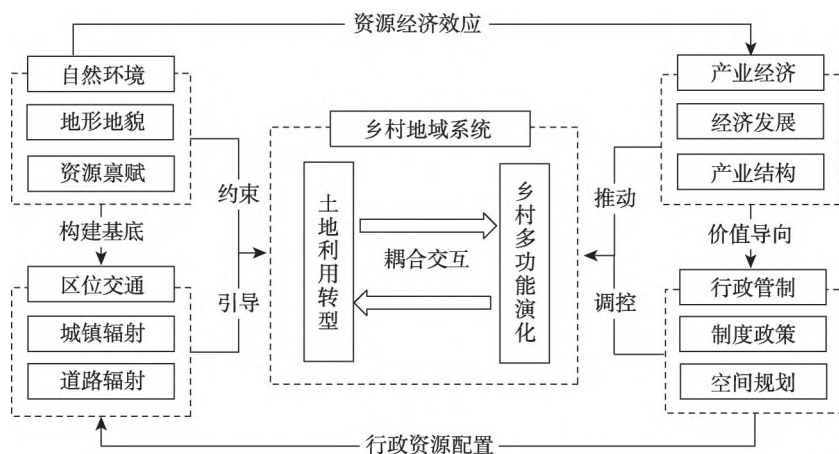 资源经济效应
自然环境
地形地貌
资源禀赋
构建基底
区位交通
城镇辐射
道路辐射
约束
引导
乡村地域系统
土地利用转型
耦合交互
乡村多功能演化
推动
调控
产业经济
经济发展
产业结构
价值导向
行政管制
制度政策
空间规划
行政资源配置